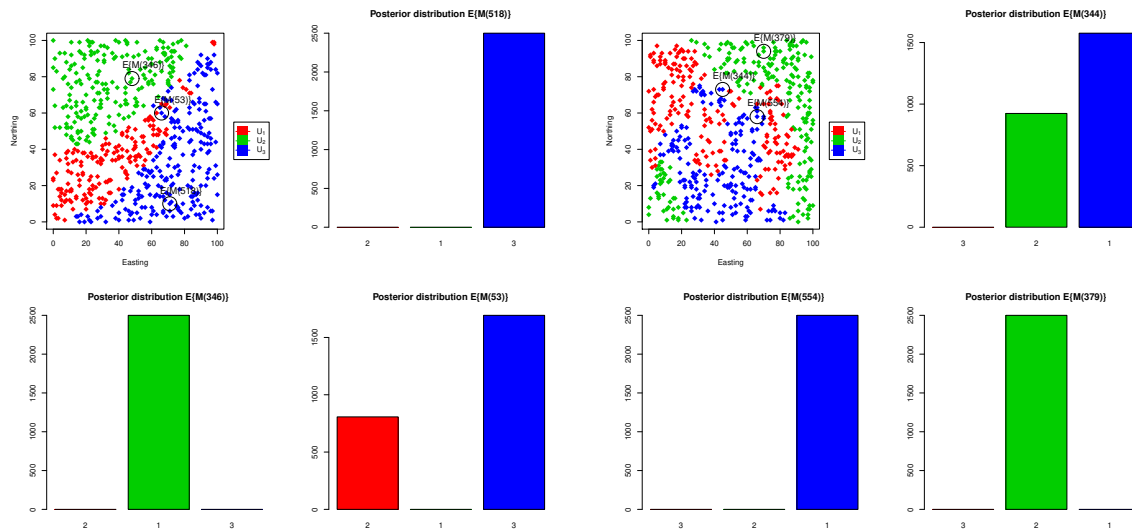 Posterior distribution E{M(518)}
Posterior distribution E{M(344)}
100
80
60
40
20
0
Northing
E{M(346)}
E{M(53)}
E{M(518)}
0 20 40 60 80 100
Easting
U1
U2
U3
2500
2000
1500
1000
500
0
2 1 3
100
80
60
40
20
0
Northing
E{M(379)}
E{M(344)}
E{M(554)}
0 20 40 60 80 100
Easting
U1
U2
U3
1500
1000
500
0
3 2 1
Posterior distribution E{M(346)}
2500
2000
1500
1000
500
0
2 1 3
Posterior distribution E{M(53)}
1500
1000
500
0
2 1 3
Posterior distribution E{M(554)}
2500
2000
1500
1000
500
0
3 2 1
Posterior distribution E{M(379)}
2500
2000
1500
1000
500
0
3 2 1